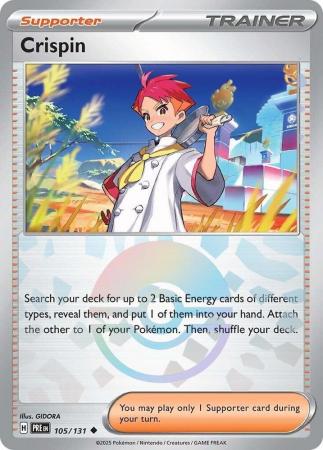 Supporter TRAINER
Crispin
Search your deck for up to 2 Basic Energy cards of different
types, reveal them, and put 1 of them into your hand. Attach
the other to 1 of your Pokémon. Then, shuffle your deck.
Illus. GIDORA
H PRE EN 105/131
You may play only 1 Supporter card during
your turn.
©2025 Pokémon / Nintendo / Creatures / GAME FREAK